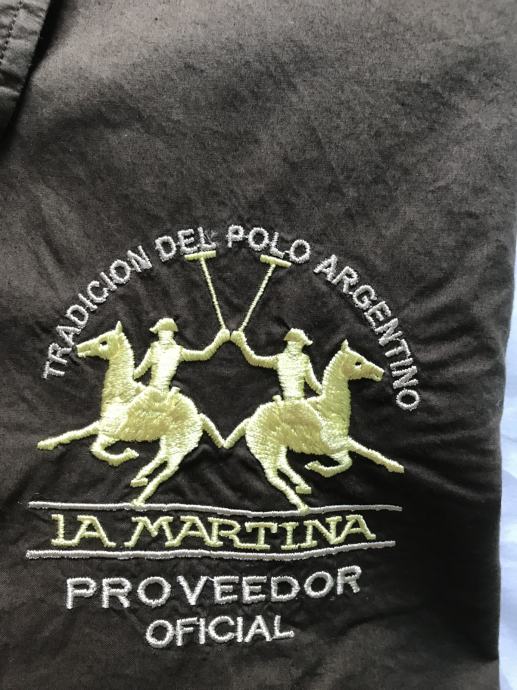 TRADICION DEL POLO ARGENTINO
LA MARTINA
PROVEEDOR
OFICIAL